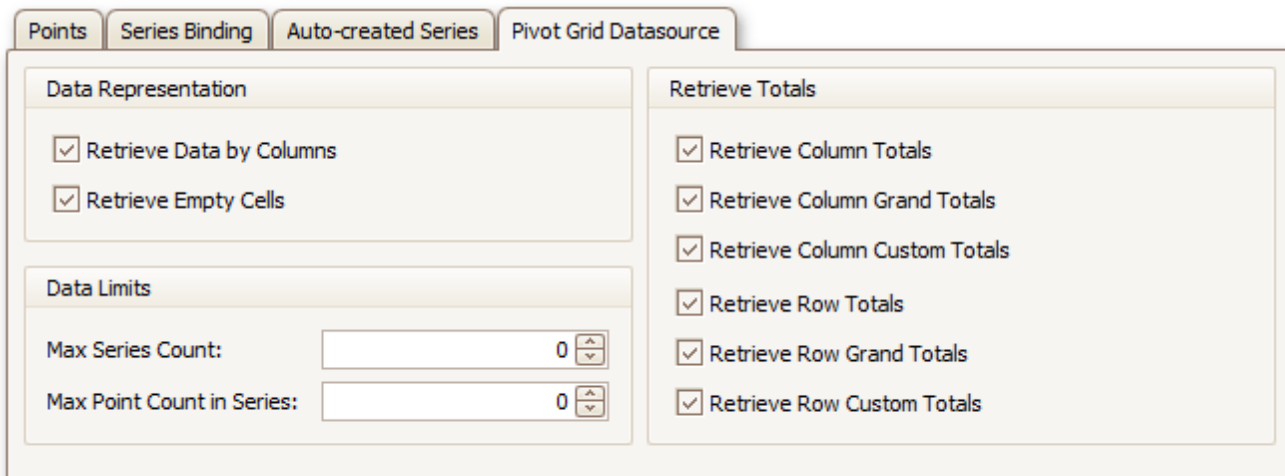 Points Series Binding Auto-created Series Pivot Grid Datasource
Data Representation
Retrieve Data by Columns
Retrieve Empty Cells
Data Limits
Max Series Count: 0
Max Point Count in Series: 0
Retrieve Totals
Retrieve Column Totals
Retrieve Column Grand Totals
Retrieve Column Custom Totals
Retrieve Row Totals
Retrieve Row Grand Totals
Retrieve Row Custom Totals